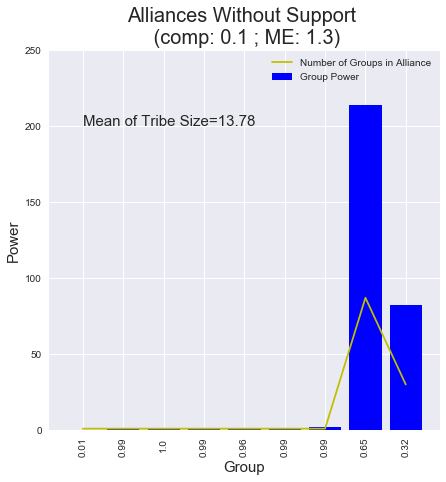 Alliances Without Support
(comp: 0.1 ; ME: 1.3)
Number of Groups in Alliance
Group Power
Mean of Tribe Size=13.78
Power
250
200
150
100
50
0
0.01
0.99
1.0
0.99
0.96
0.99
0.99
0.65
0.32
Group